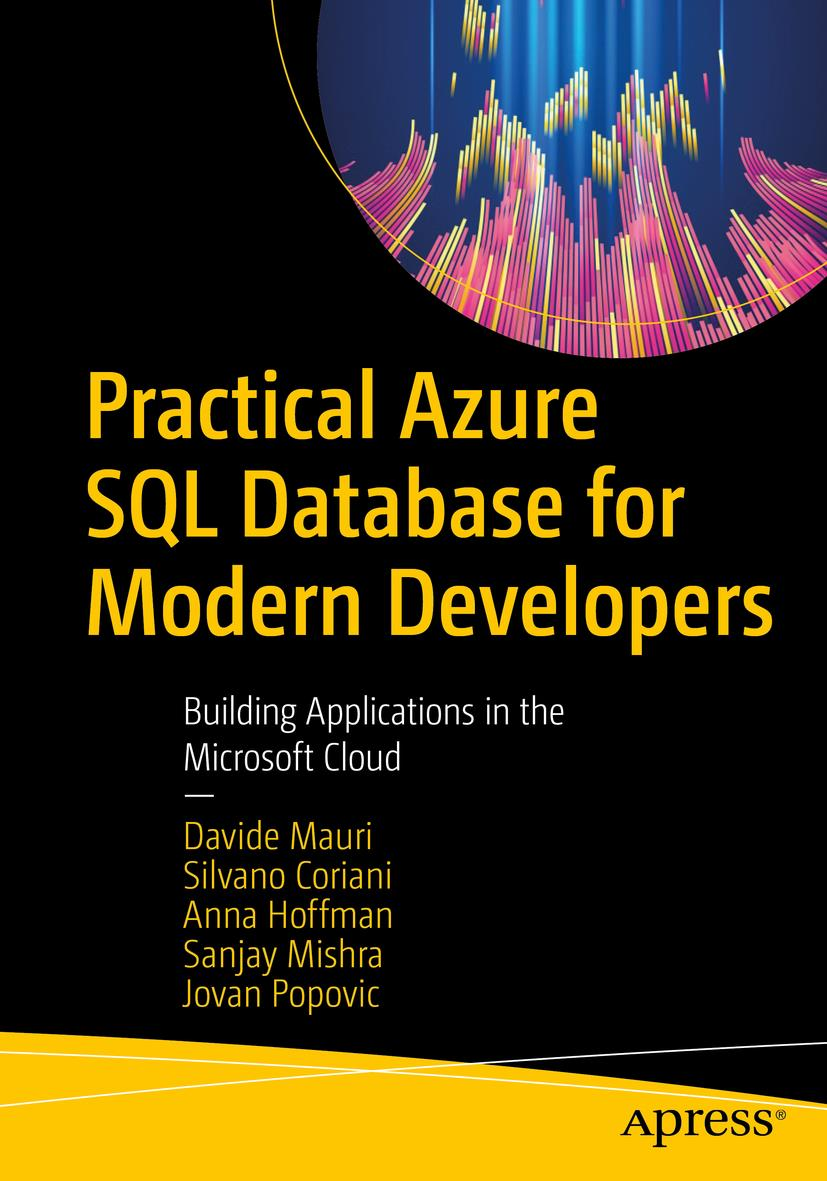 Practical Azure
SQL Database for
Modern Developers
Building Applications in the
Microsoft Cloud
—
Davide Mauri
Silvano Coriani
Anna Hoffman
Sanjay Mishra
Jovan Popovic
Apress®